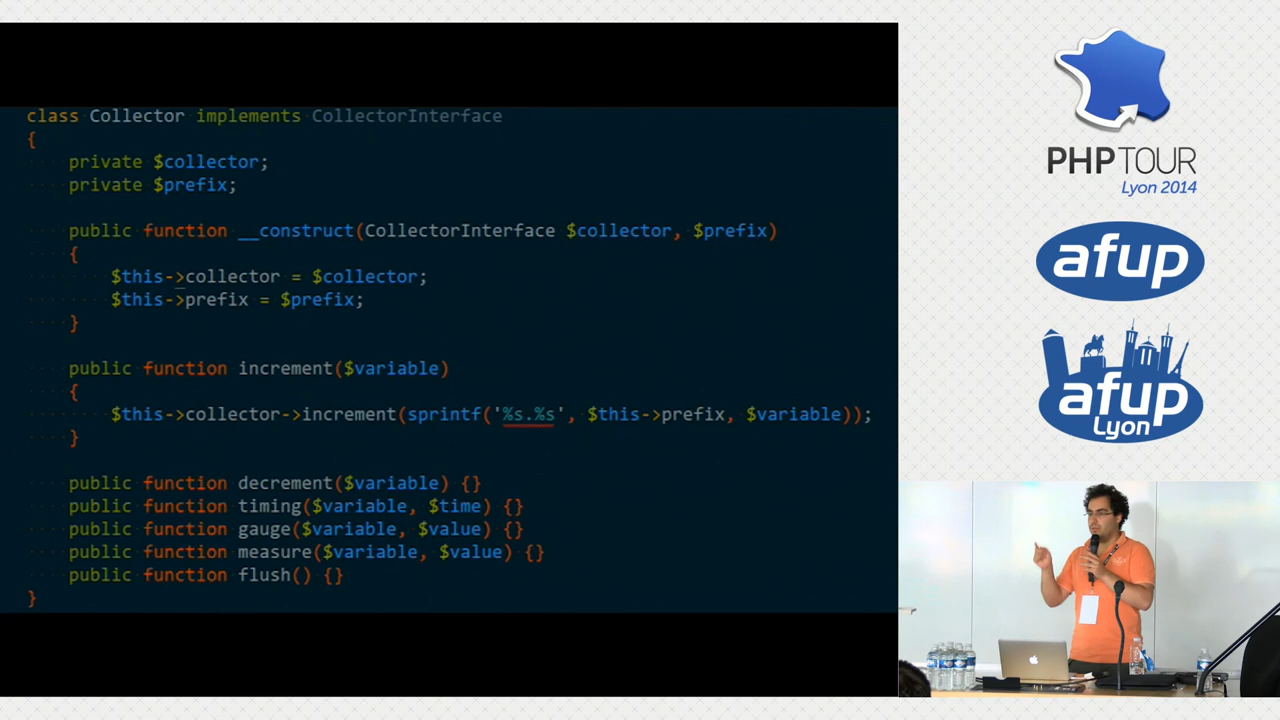 class Collector implements CollectorInterface
{
private $collector;
private $prefix;
public function __construct(CollectorInterface $collector, $prefix)
{
$this->collector = $collector;
$this->prefix = $prefix;
}
public function increment($variable)
{
$this->collector->increment(sprintf('%s.%s', $this->prefix, $variable));
}
public function decrement($variable) {}
public function timing($variable, $time) {}
public function gauge($variable, $value) {}
public function measure($variable, $value) {}
public function flush() {}
}
PHP TOUR
Lyon 2014
afup
afup
Lyon